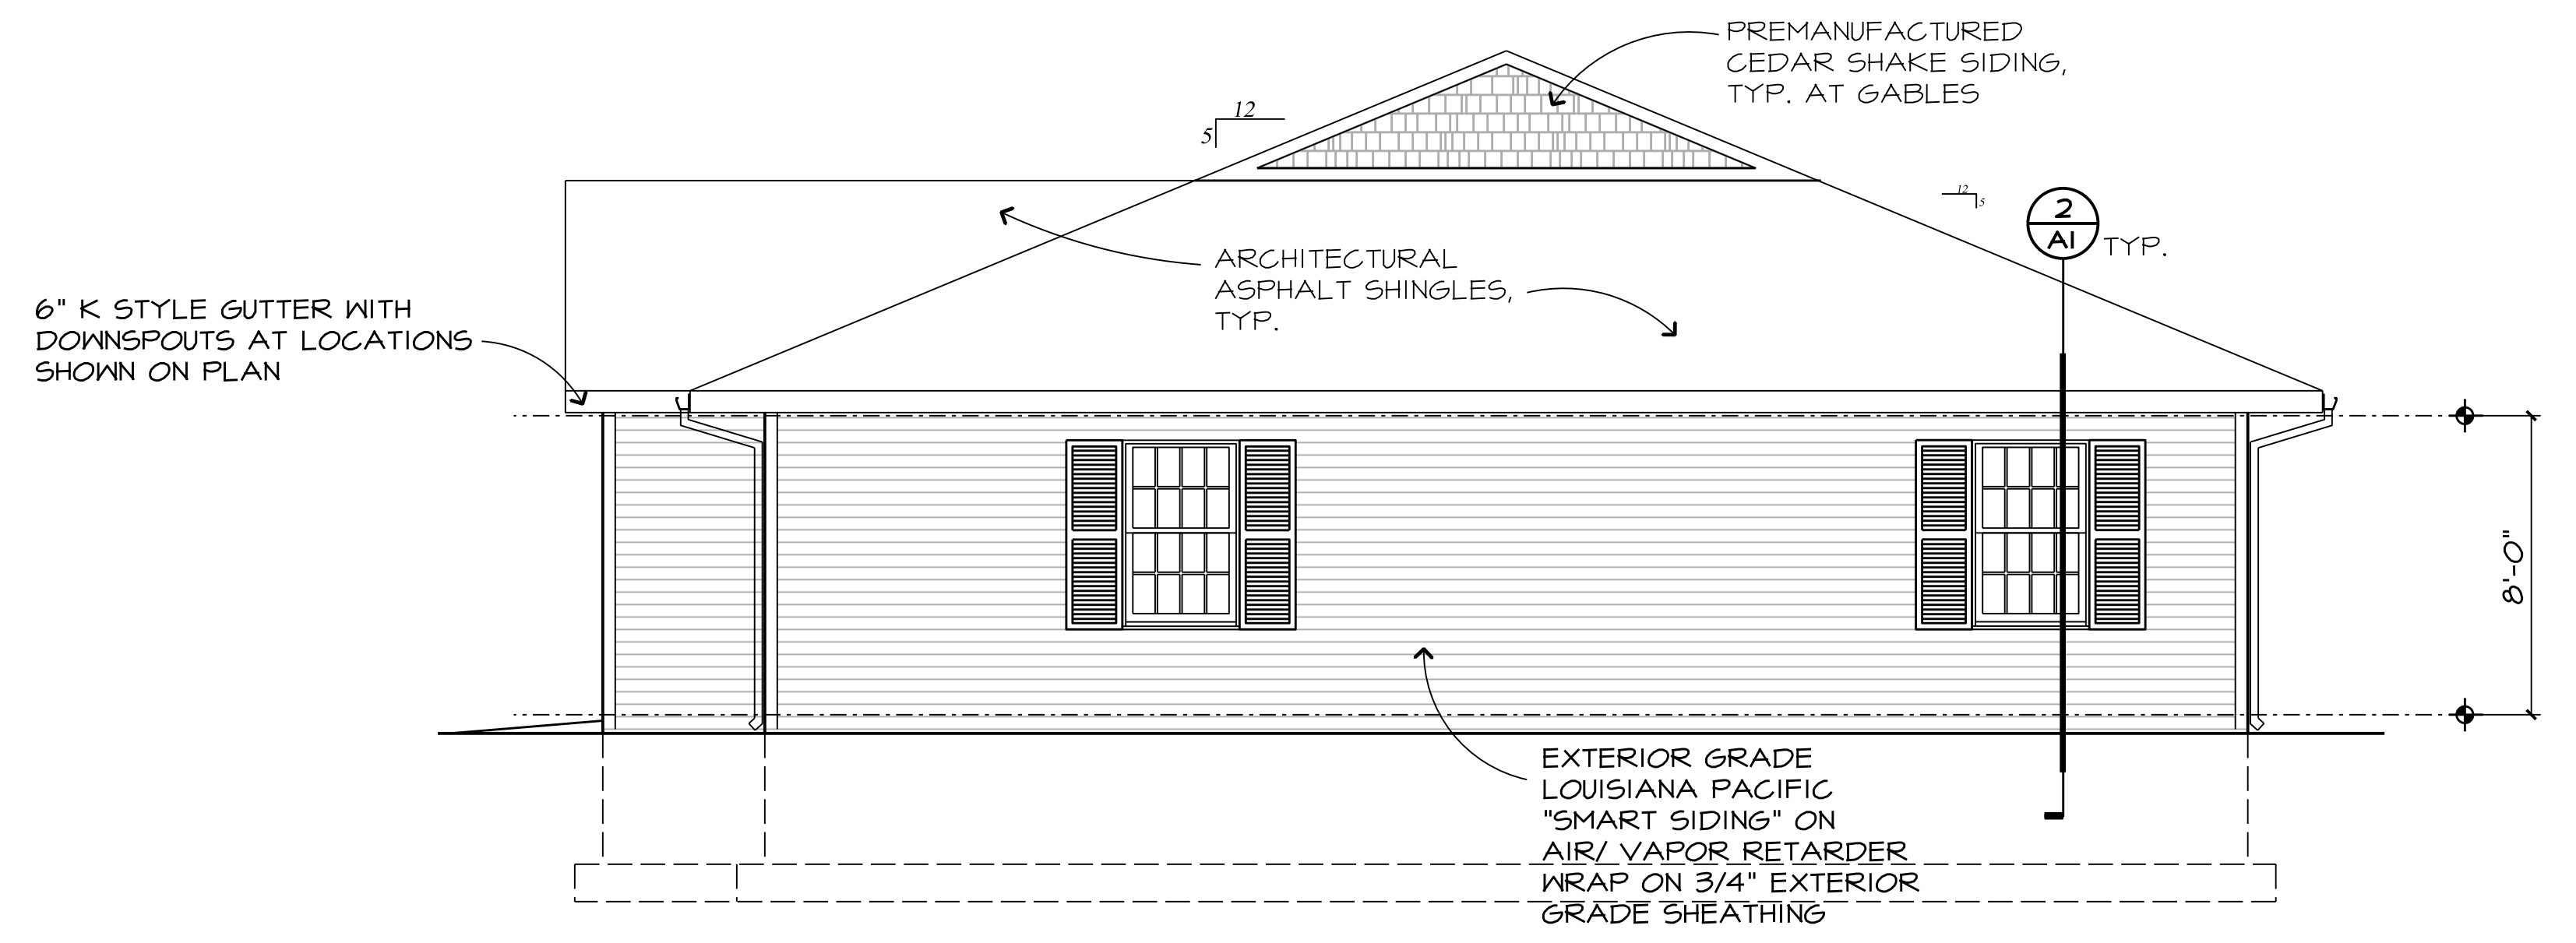 PREMANUFACTURED
CEDAR SHAKE SIDING,
TYP. AT GABLES
12
5
12
5
2
A1
TYP.
ARCHITECTURAL
ASPHALT SHINGLES,
TYP.
6" K STYLE GUTTER WITH
DOWNSPOUTS AT LOCATIONS
SHOWN ON PLAN
8'-0"
EXTERIOR GRADE
LOUISIANA PACIFIC
"SMART SIDING" ON
AIR/ VAPOR RETARDER
WRAP ON 3/4" EXTERIOR
GRADE SHEATHING